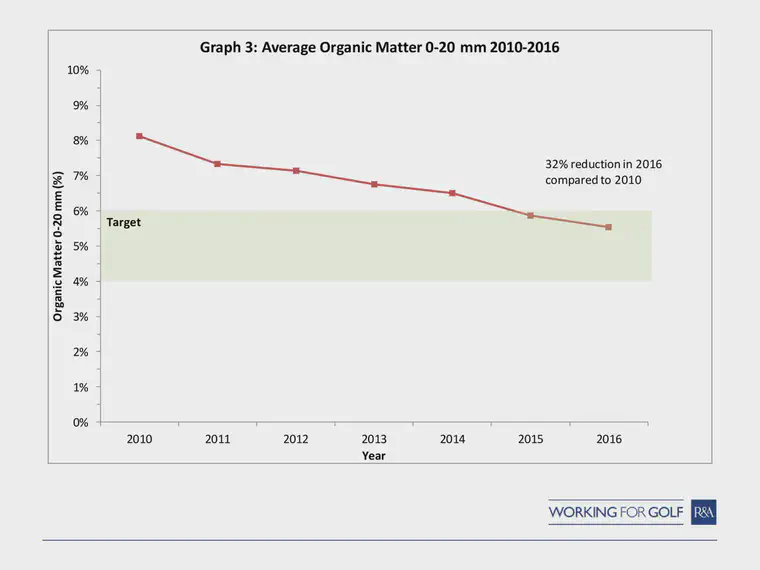 Graph 3: Average Organic Matter 0-20 mm 2010-2016
10%
9%
8%
7%
6%
5%
4%
3%
2%
1%
0%
Organic Matter 0-20 mm (%)
32% reduction in 2016
compared to 2010
Target
2010 2011 2012 2013 2014 2015 2016
Year
WORKING FOR GOLF R&A